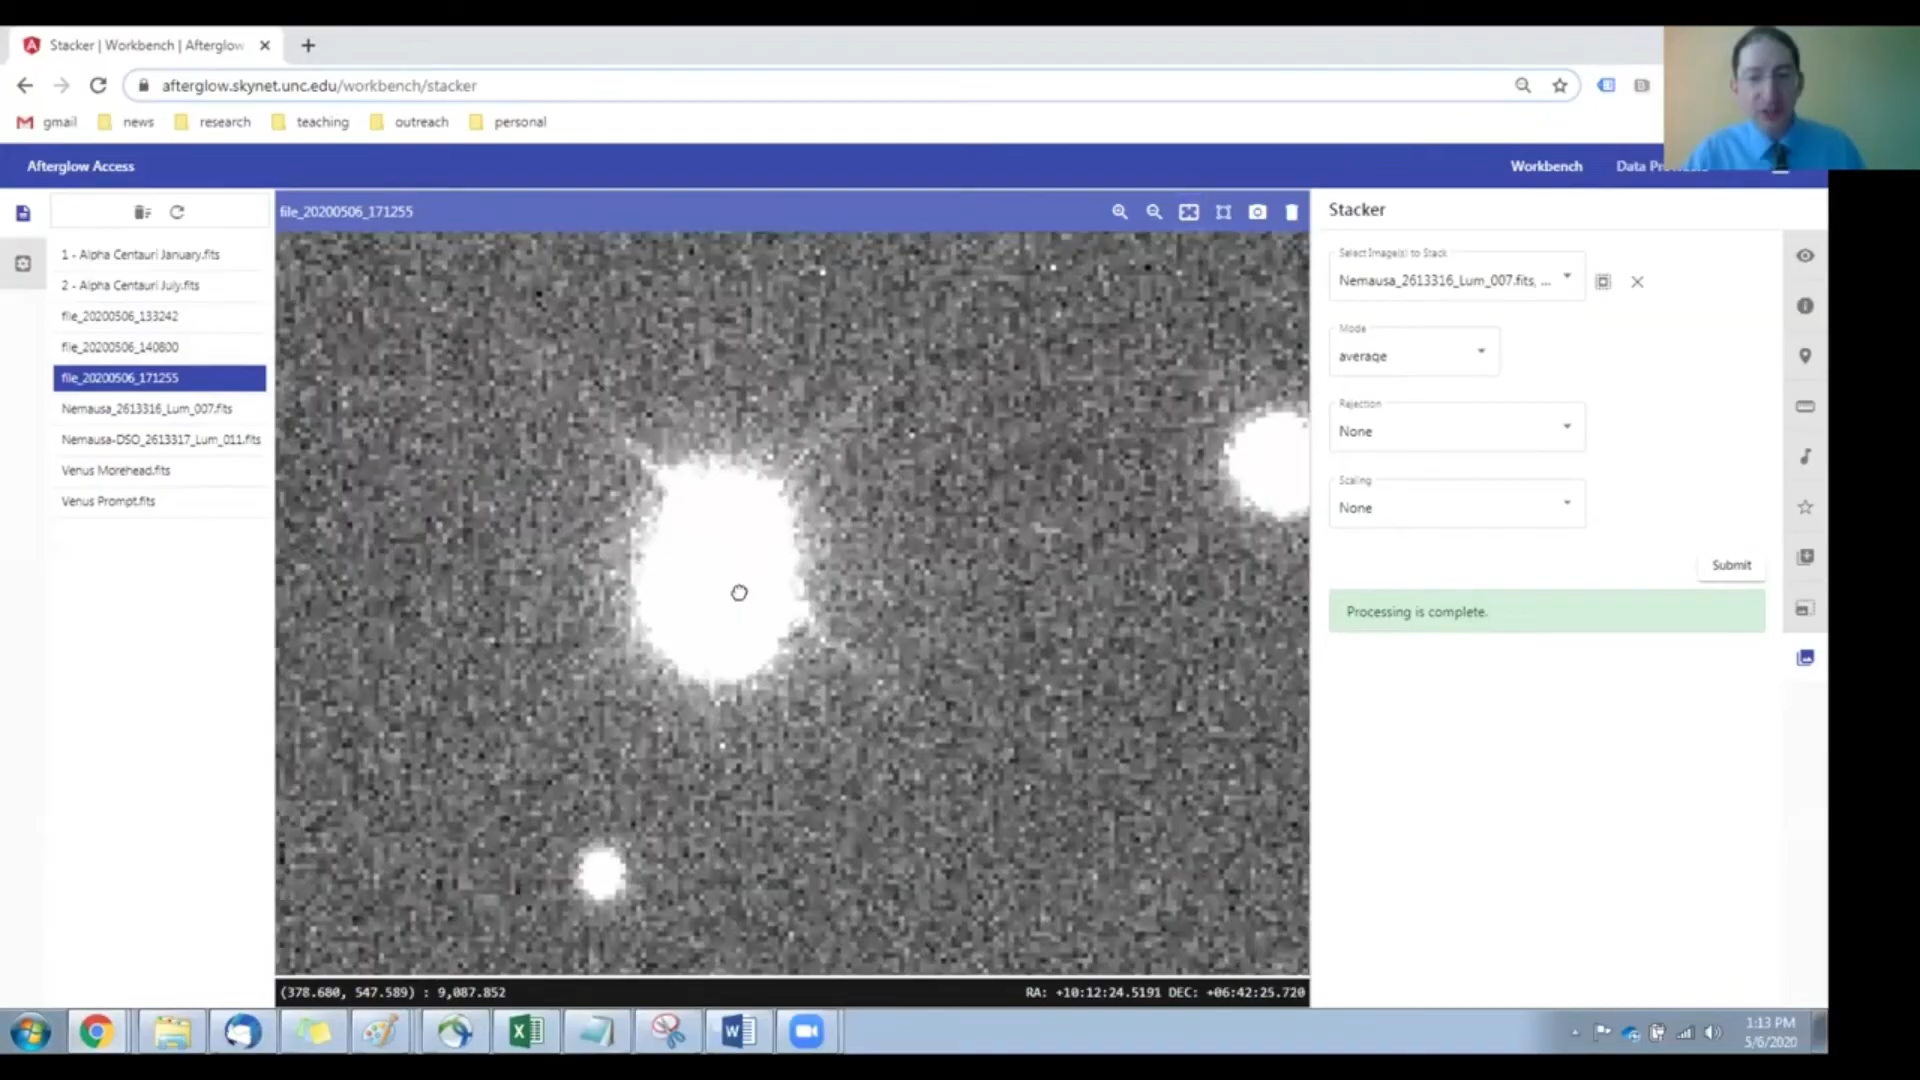 Stacker | Workbench | Afterglow
afterglow.skynet.unc.edu/workbench/stacker
gmail news research teaching outreach personal
Afterglow Access Workbench
file_20200506_171255
1 - Alpha Centauri January.fits
2 - Alpha Centauri July.fits
file_20200506_133242
file_20200506_140800
file_20200506_171255
Nemausa_2613316_Lum_007.fits
Nemausa-DSO_2613317_Lum_011.fits
Venus Morehead.fits
Venus Prompt.fits
Stacker
Select Image(s) to Stack
Nemausa_2613316_Lum_007.fits, ...
Mode
average
Rejection
None
Scaling
None
Submit
Processing is complete.
(378.680, 547.589) : 9,087.852
RA: +10:12:24.5191 DEC: +06:42:25.720
1:13 PM
5/6/2020